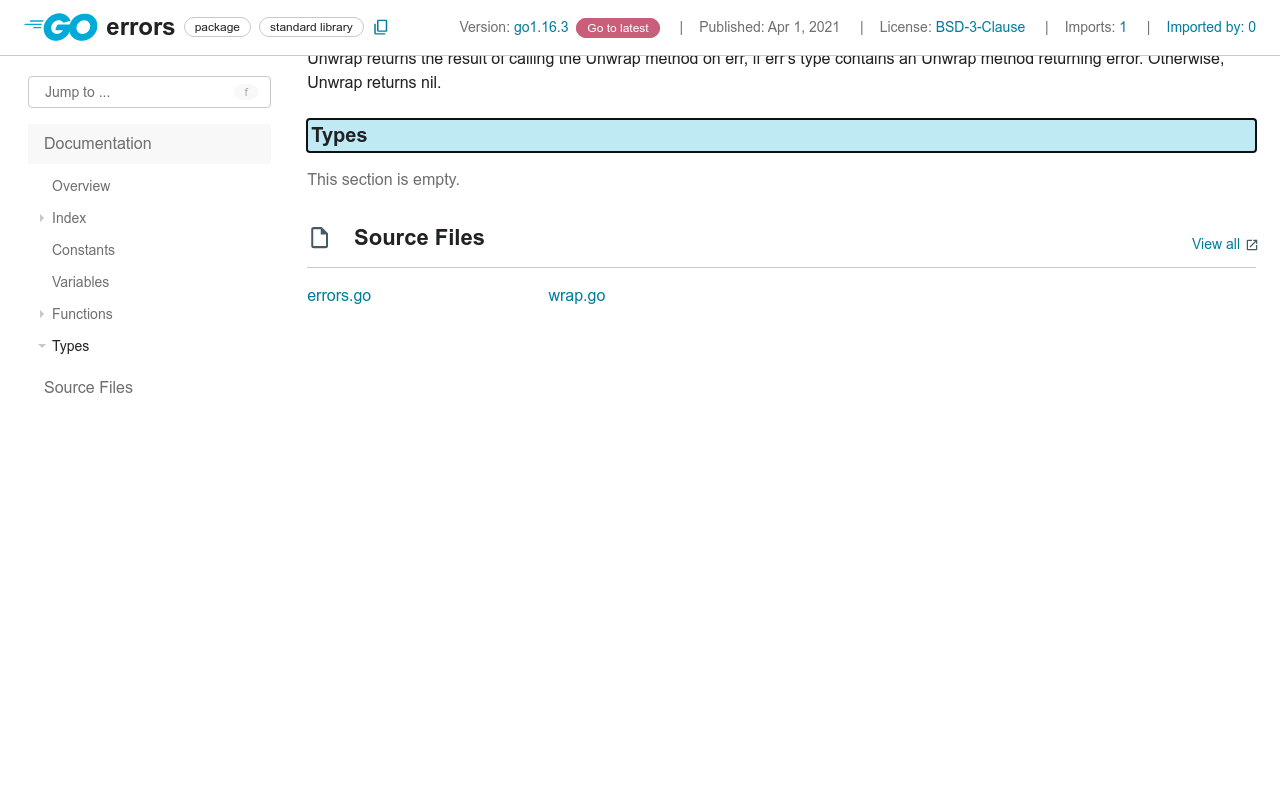 GO errors package standard library Version: go1.16.3 Go to latest | Published: Apr 1, 2021 | License: BSD-3-Clause | Imports: 1 | Imported by: 0
Jump to ... f
Documentation
Overview
Index
Constants
Variables
Functions
Types
Source Files
Unwrap returns the result of calling the Unwrap method on err, if err's type contains an Unwrap method returning error. Otherwise,
Unwrap returns nil.
Types
This section is empty.
Source Files
View all
errors.go wrap.go